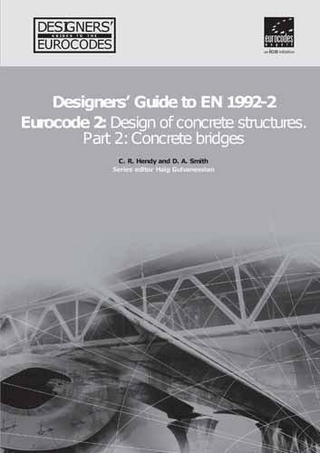 DESIGNERS'
GUIDES TO THE
EUROCODES
eurocodes
expert
an ICE initiative
Designers' Guide to EN 1992-2
Eurocode 2: Design of concrete structures.
Part 2: Concrete bridges
C. R. Hendy and D. A. Smith
Series editor Haig Gulvanessian